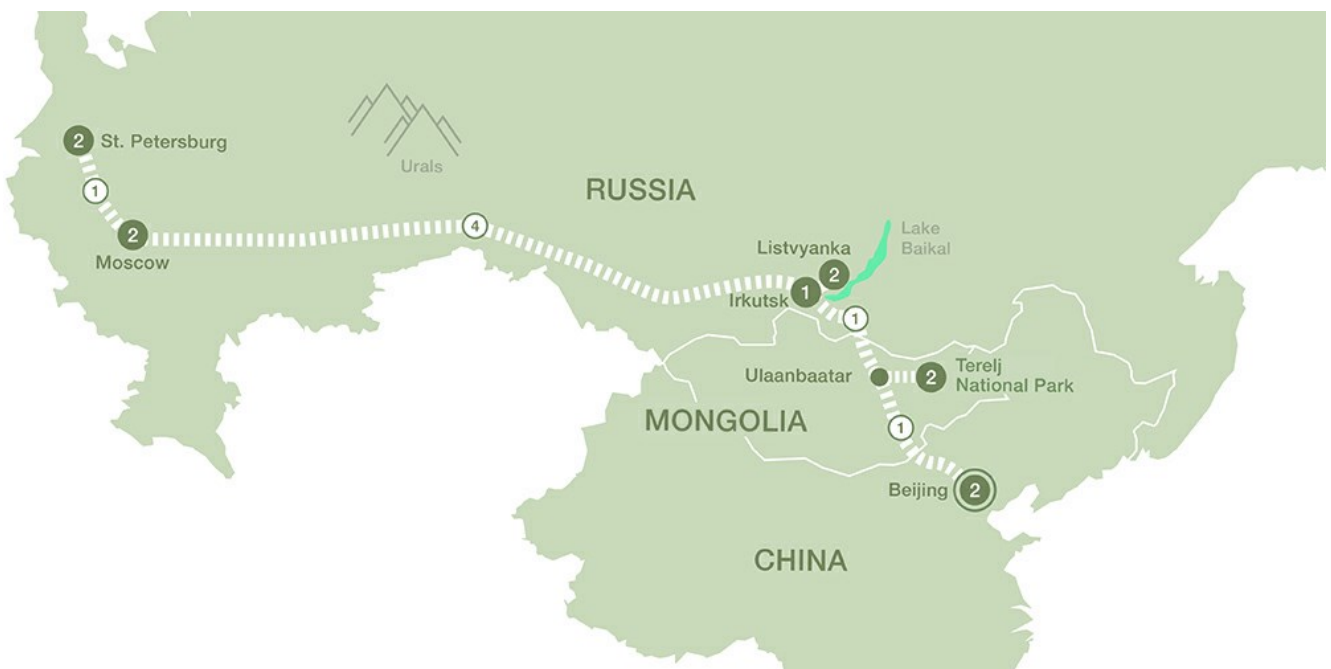 2 St. Petersburg
Urals
1
RUSSIA
2
Moscow
4
Lake
Baikal
Listvyanka
2
Irkutsk 1
1
Ulaanbaatar
2 Terelj
National Park
MONGOLIA
1
Beijing 2
CHINA